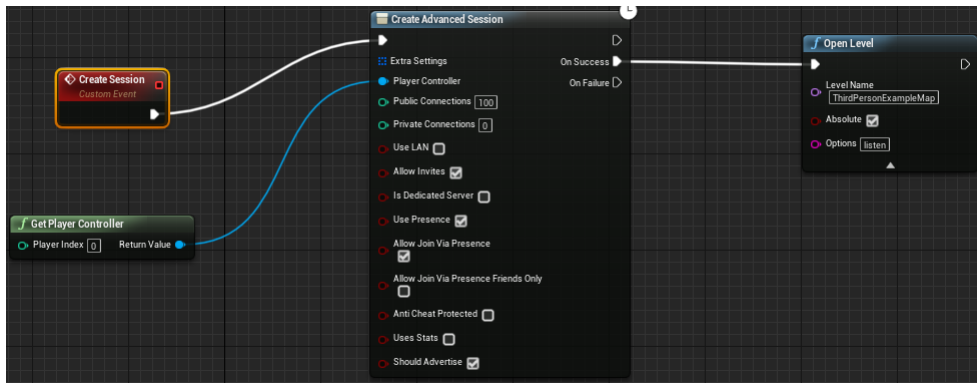 Create Session
Custom Event
Get Player Controller
Player Index 0 Return Value
Create Advanced Session
Extra Settings On Success
Player Controller On Failure
Public Connections 100
Private Connections 0
Use LAN
Allow Invites
Is Dedicated Server
Use Presence
Allow Join Via Presence
Allow Join Via Presence Friends Only
Anti Cheat Protected
Uses Stats
Should Advertise
f Open Level
Level Name
ThirdPersonExampleMap
Absolute
Options listen